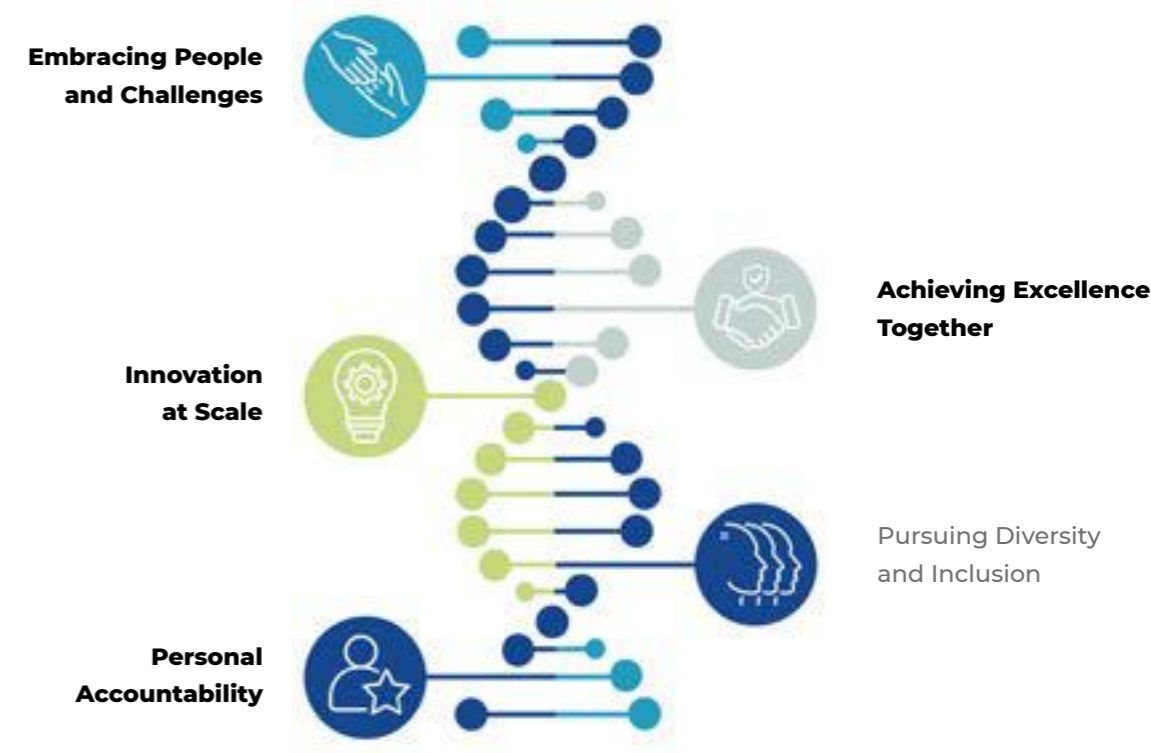 Embracing People
and Challenges
Achieving Excellence
Together
Innovation
at Scale
Pursuing Diversity
and Inclusion
Personal
Accountability